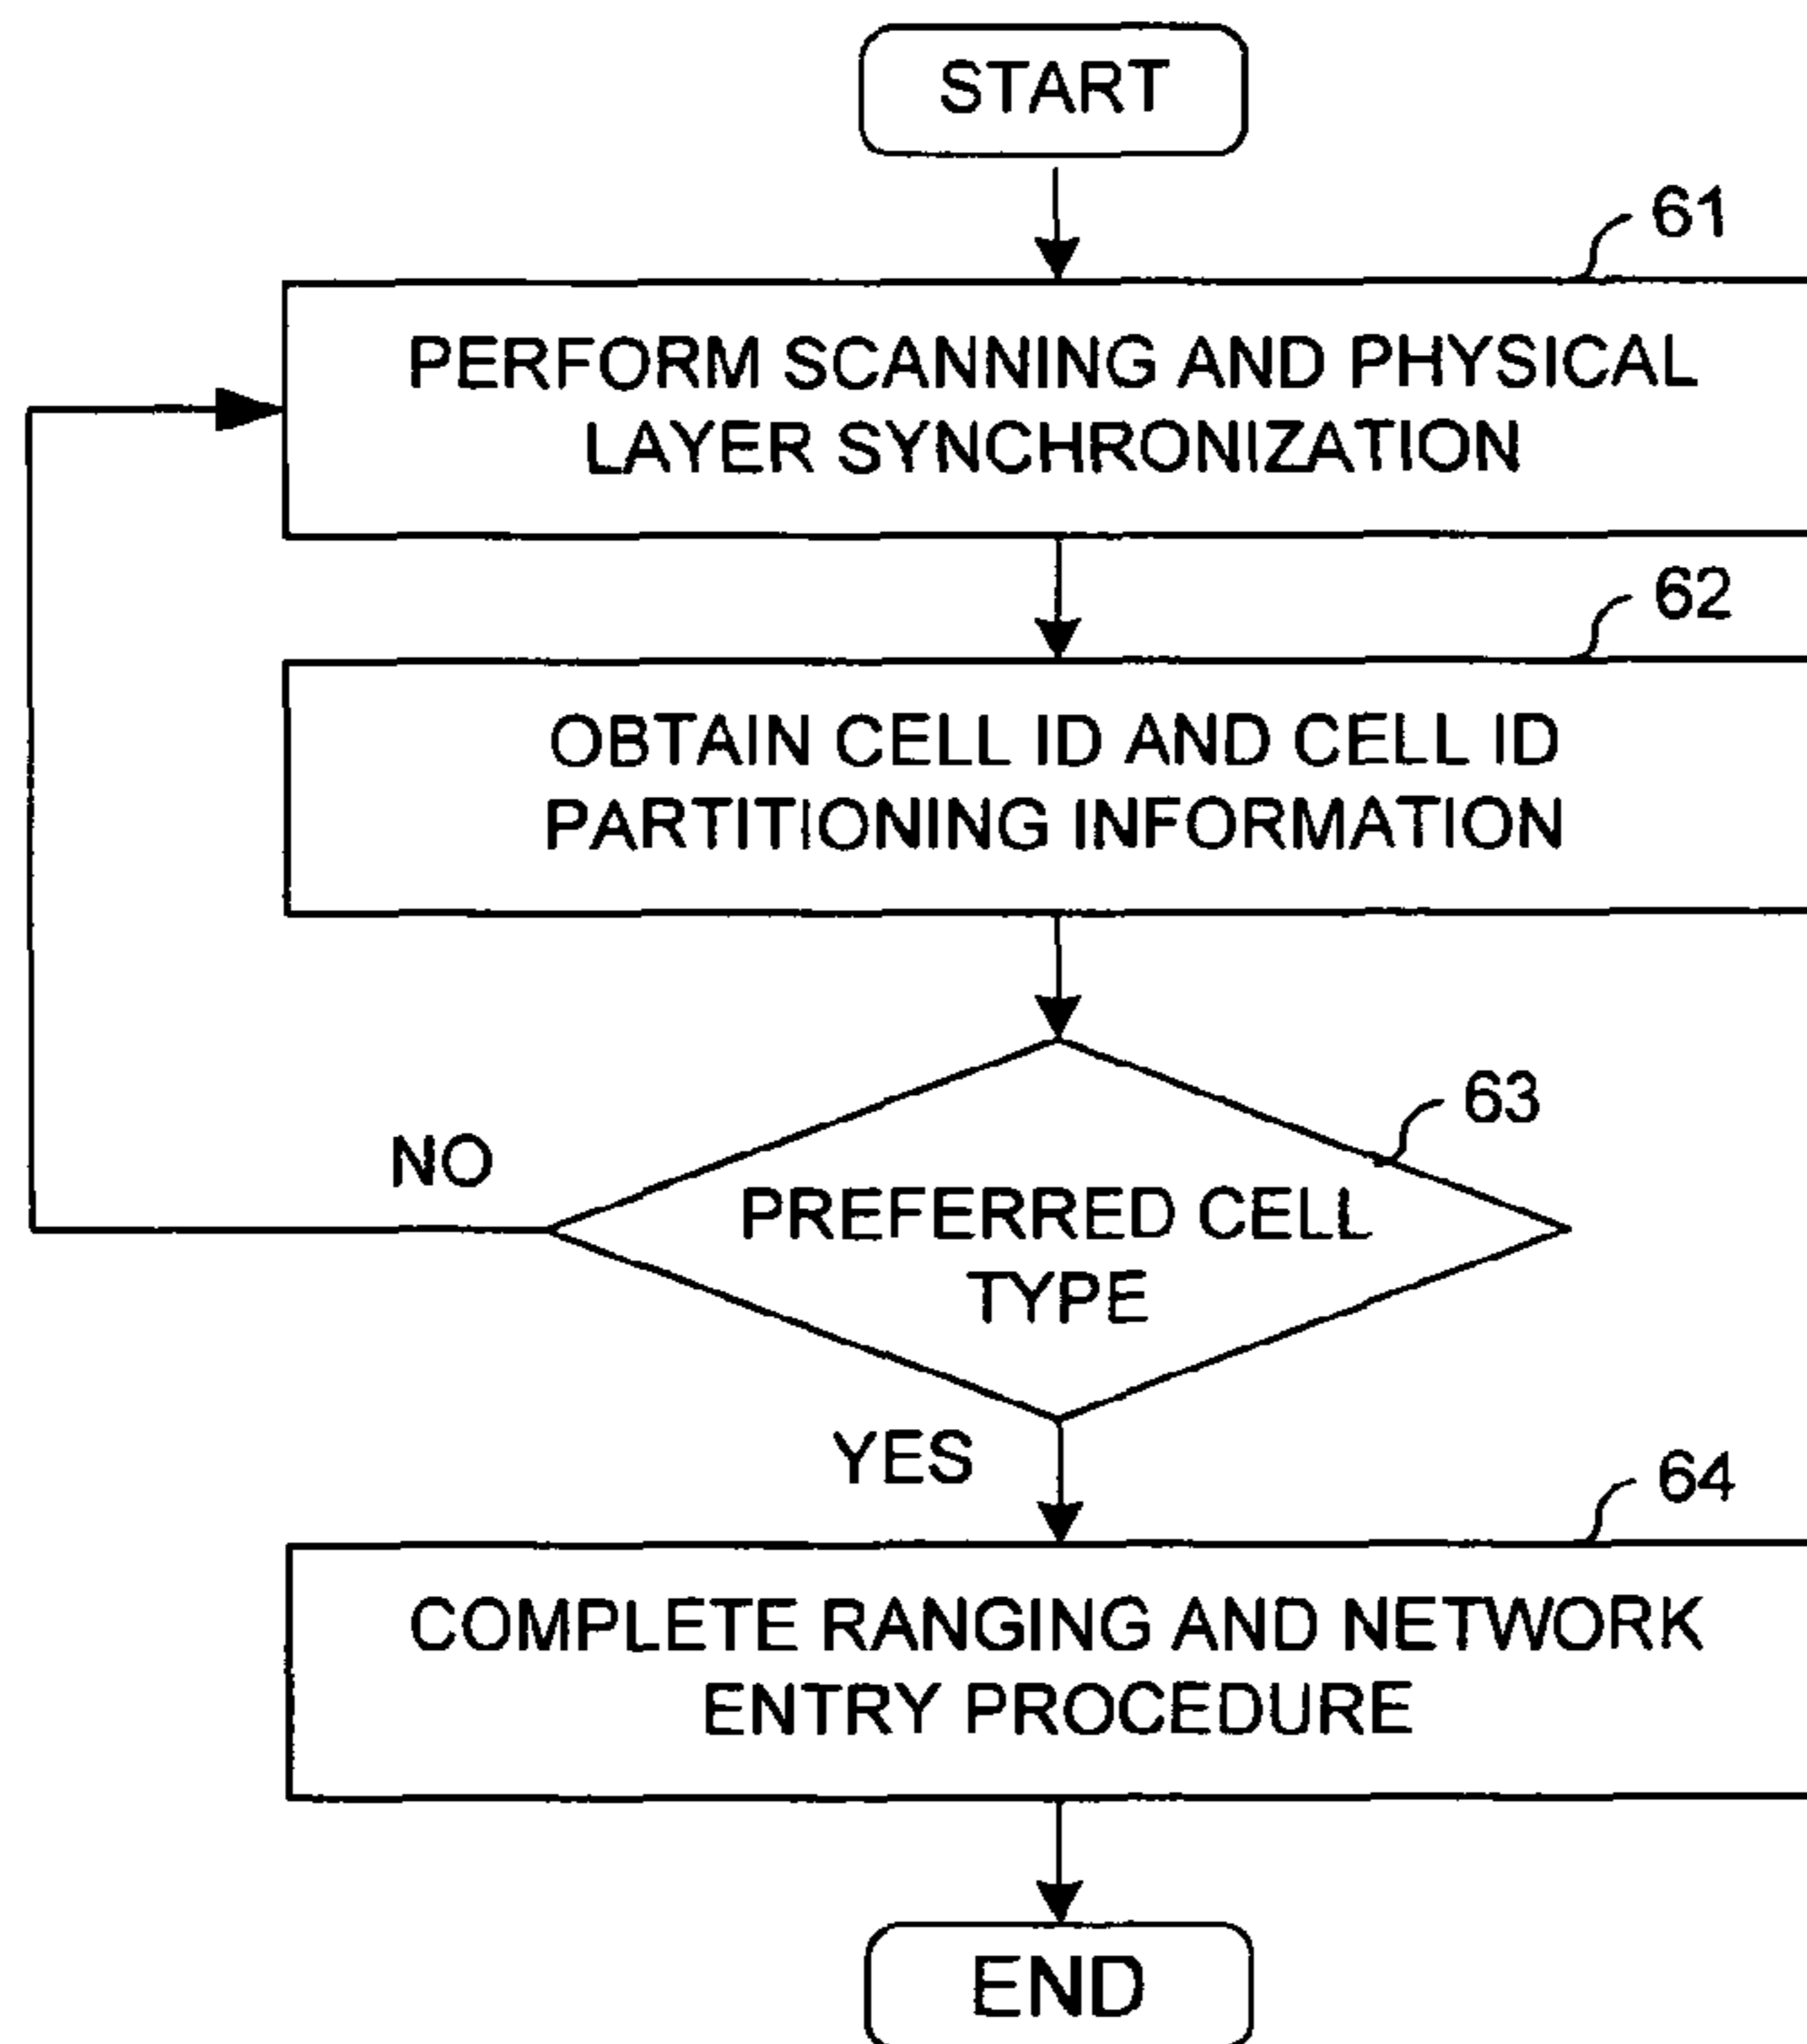 START
61
PERFORM SCANNING AND PHYSICAL
LAYER SYNCHRONIZATION
62
OBTAIN CELL ID AND CELL ID
PARTITIONING INFORMATION
63
NO
PREFERRED CELL
TYPE
YES
64
COMPLETE RANGING AND NETWORK
ENTRY PROCEDURE
END